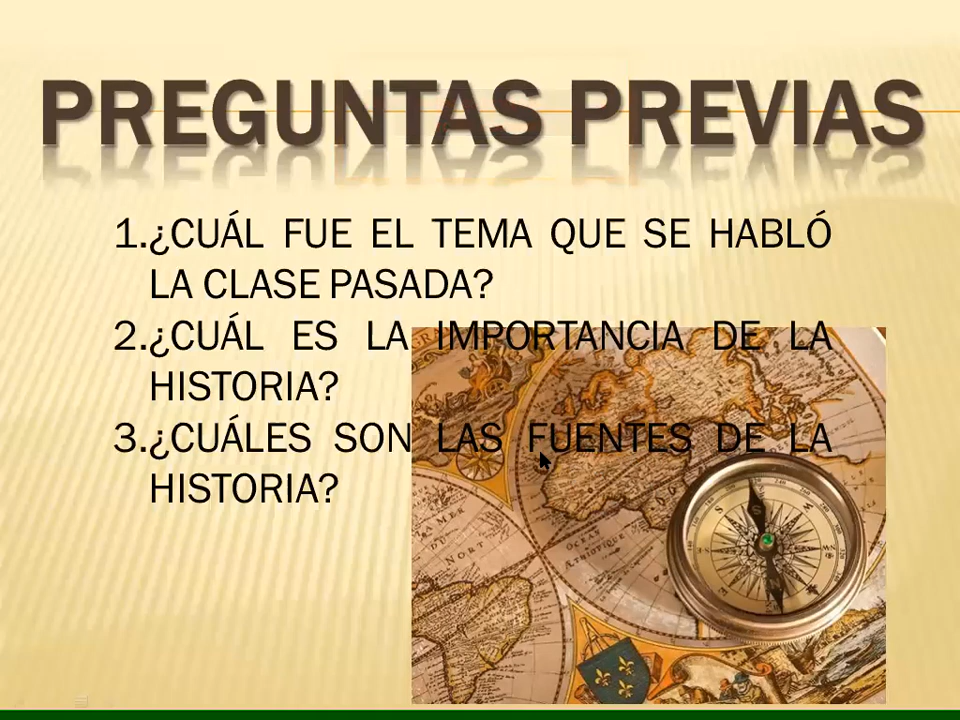 PREGUNTAS PREVIAS
1.¿CUÁL FUE EL TEMA QUE SE HABLÓ
LA CLASE PASADA?
2.¿CUÁL ES LA IMPORTANCIA DE LA
HISTORIA?
3.¿CUÁLES SON LAS FUENTES DE LA
HISTORIA?